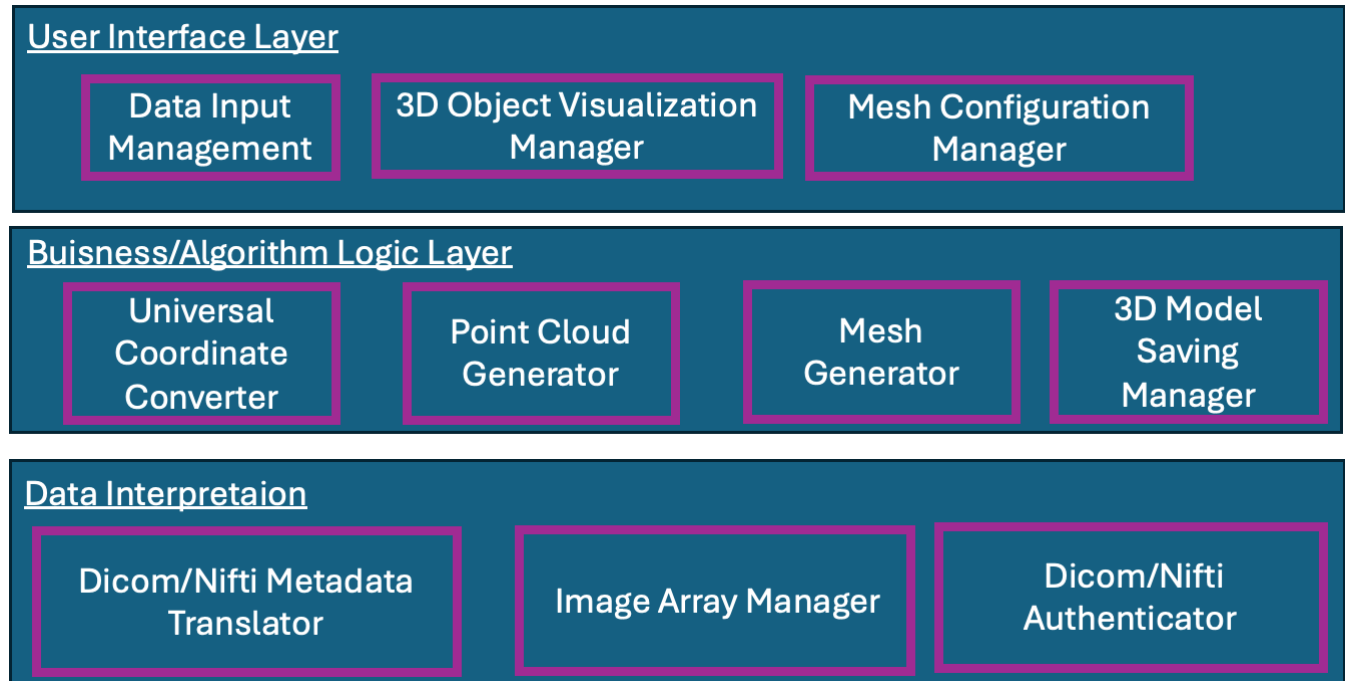 User Interface Layer
Data Input
Management
3D Object Visualization
Manager
Mesh Configuration
Manager
Buisness/Algorithm Logic Layer
Universal
Coordinate
Converter
Point Cloud
Generator
Mesh
Generator
3D Model
Saving
Manager
Data Interpretaion
Dicom/Nifti Metadata
Translator
Image Array Manager
Dicom/Nifti
Authenticator